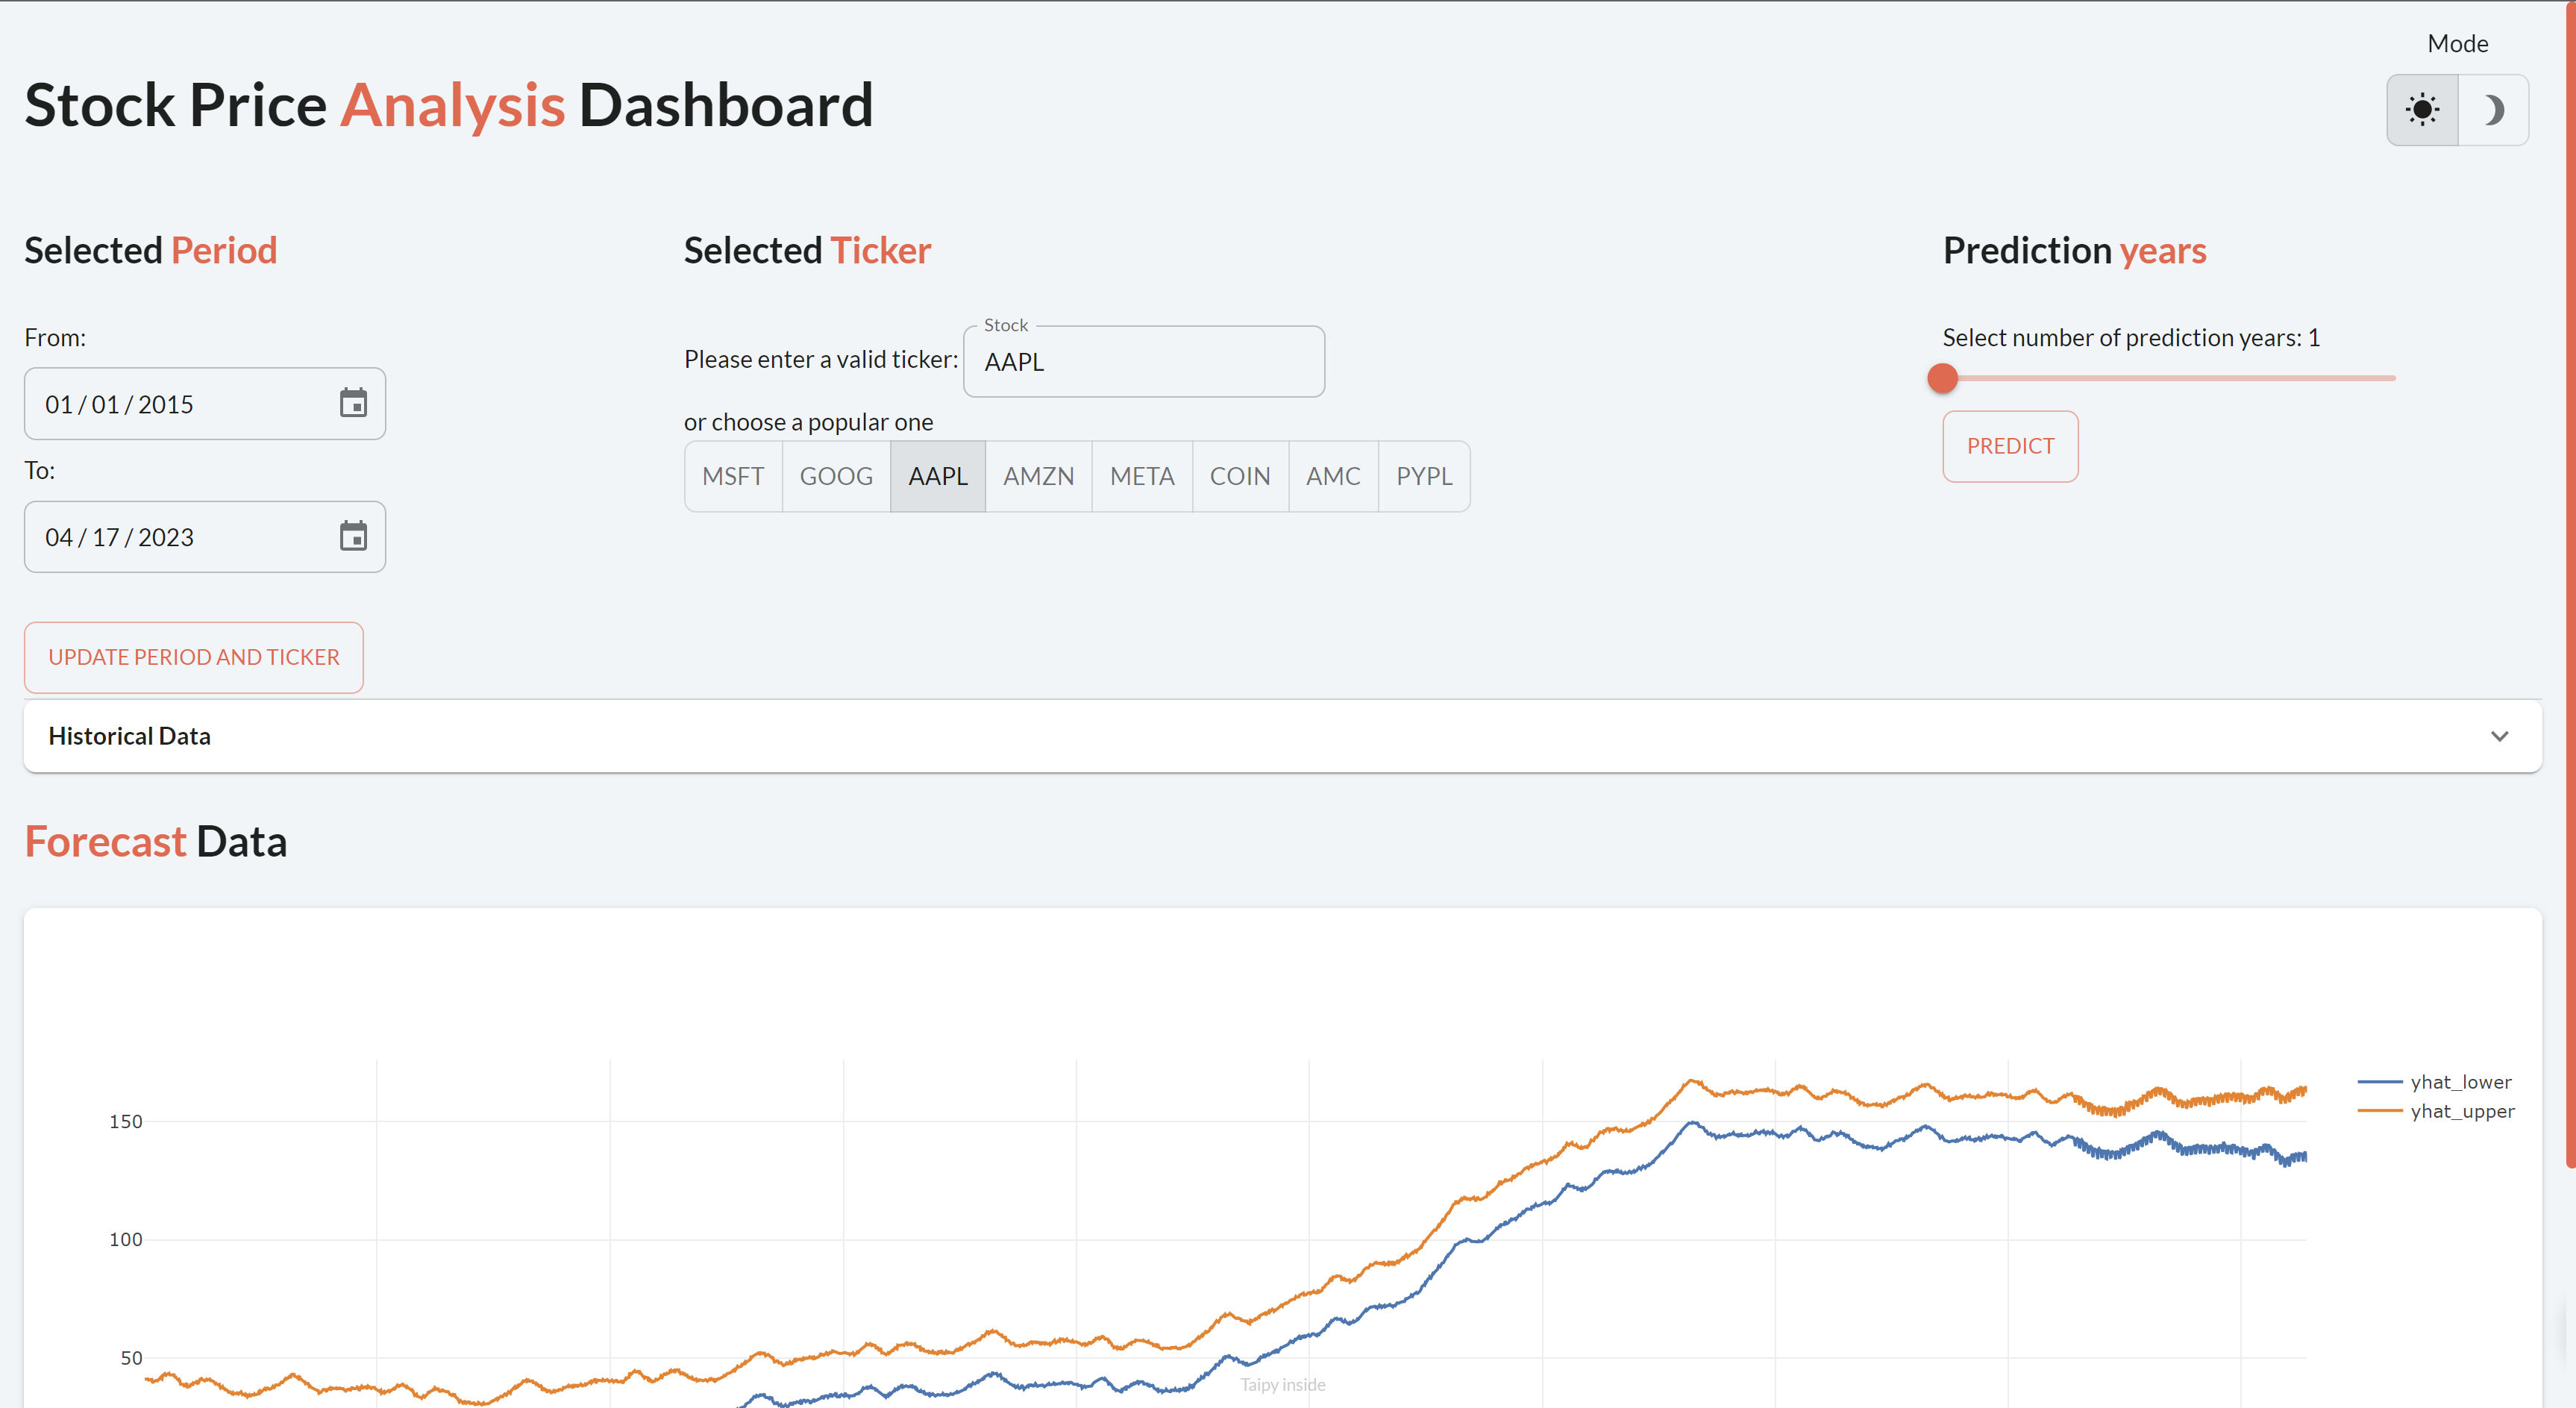 Mode
Stock Price Analysis Dashboard
Selected Period
From:
01 / 01 / 2015
To:
04 / 17 / 2023
UPDATE PERIOD AND TICKER
Selected Ticker
Stock
Please enter a valid ticker: AAPL
or choose a popular one
MSFT GOOG AAPL AMZN META COIN AMC PYPL
Prediction years
Select number of prediction years: 1
PREDICT
Historical Data
Forecast Data
150
100
50
yhat_lower
yhat_upper
Taipy inside